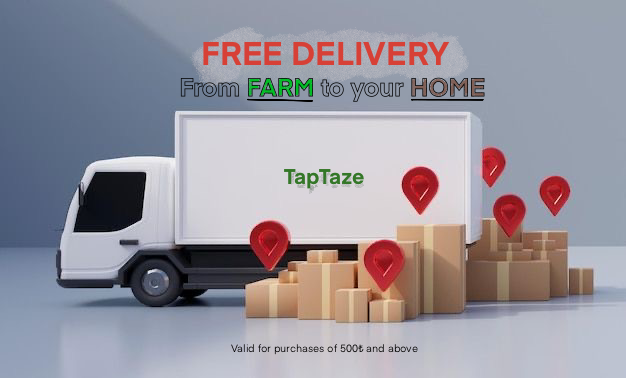 FREE DELIVERY
From FARM to your HOME
TapTaze
Valid for purchases of 500₺ and above